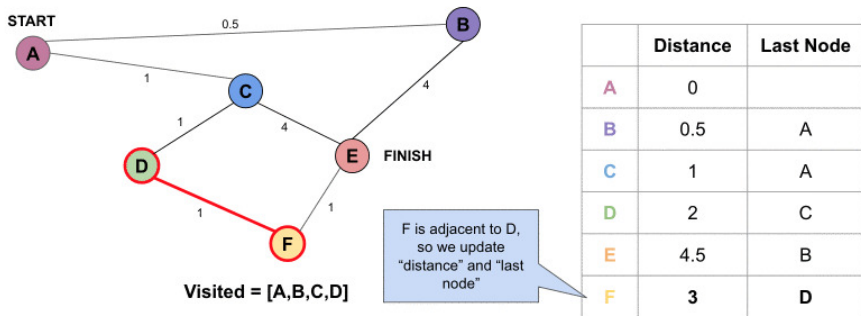 START
A
0.5
B
1
C
4
1
4
D
E
FINISH
1
1
F
Visited = [A,B,C,D]
F is adjacent to D,
so we update
“distance” and “last
node”
Distance Last Node
A 0
B 0.5 A
C 1 A
D 2 C
E 4.5 B
F 3 D